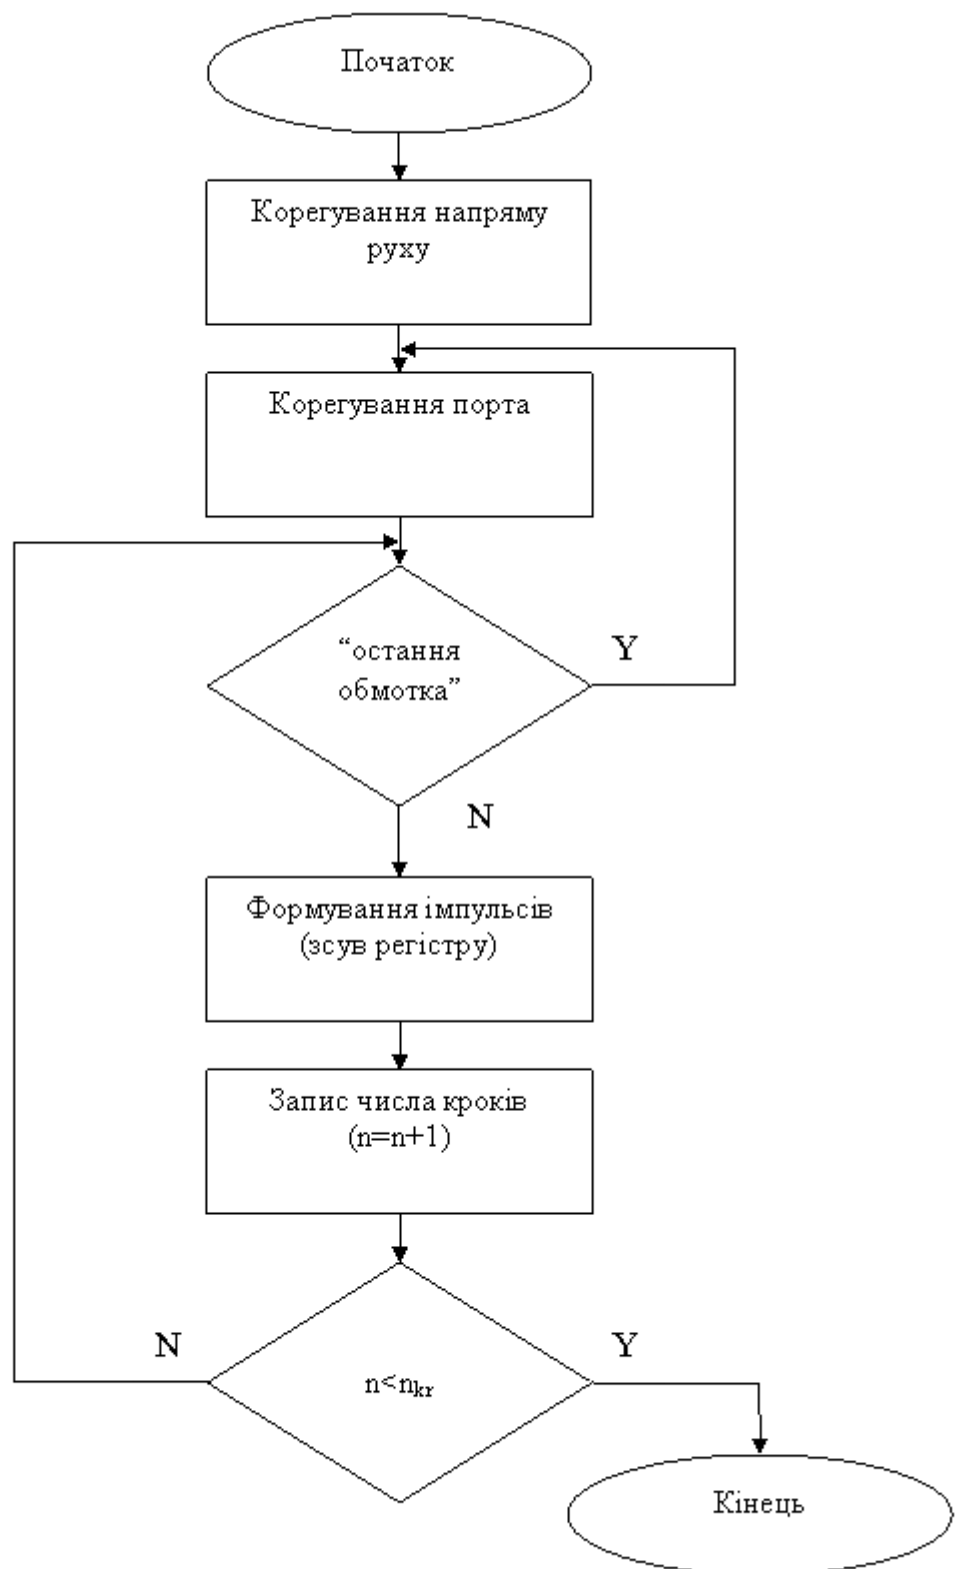 Початок
Корегування напряму
руху
Корегування порта
“остання
обмотка”
Y
N
Формування імпульсів
(зсув регістру)
Запис числа кроків
(n=n+1)
N
Y
n<nkr
Кінець